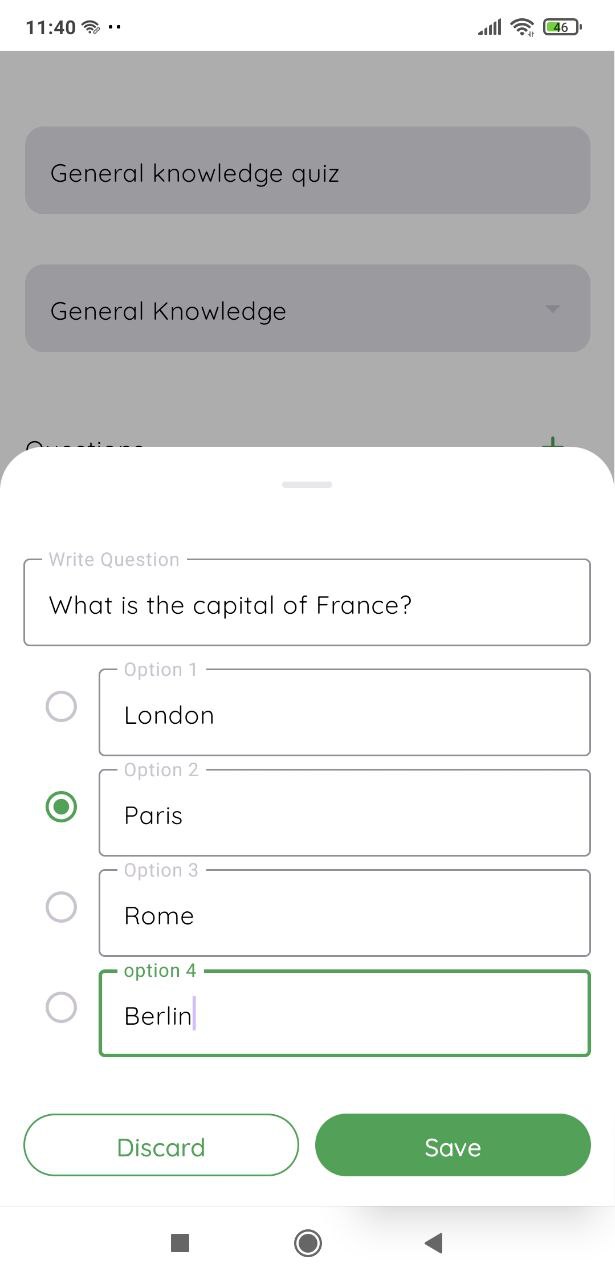 11:40
46
General knowledge quiz
General Knowledge
Questions
Write Question
What is the capital of France?
Option 1
London
Option 2
Paris
Option 3
Rome
option 4
Berlin
Discard
Save